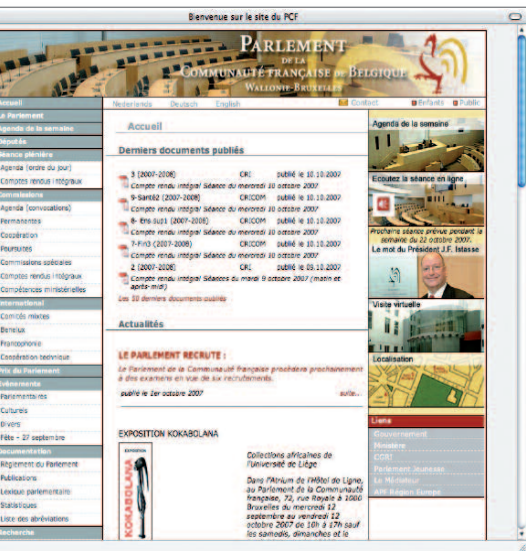 Bienvenue sur le site du PCF
PARLEMENT
DE LA
COMMUNAUTÉ FRANÇAISE DE BELGIQUE
WALLONIE-BRUXELLES
Nederlands Deutsch English Contact Enfants Public
Accueil
Le Parlement
Agenda de la semaine
Députés
Séance plénière
Agenda (ordre du jour)
Comptes rendus intégraux
Commissions
Agenda (convocations)
Permanentes
Coopération
Poursuites
Commissions spéciales
Comptes rendus intégraux
Compétences ministérielles
International
Comités mixtes
Benelux
Francophonie
Coopération technique
Prix du Parlement
Evénements
Parlementaires
Culturels
Divers
Fête - 27 septembre
Documentation
Règlement du Parlement
Publications
Lexique parlementaire
Statistiques
Liste des abréviations
Recherche
Accueil
Derniers documents publiés
3 (2007-2008) CRI publié le 10.10.2007
Compte rendu intégral Séance du mercredi 10 octobre 2007
9-Santé2 (2007-2008) CRICOM publié le 10.10.2007
Compte rendu intégral Séance du mercredi 10 octobre 2007
8- Ens.sup1 (2007-2008) CRICOM publié le 10.10.2007
Compte rendu intégral Séance du mercredi 10 octobre 2007
7-Fin3 (2007-2008) CRICOM publié le 10.10.2007
Compte rendu intégral Séance du mercredi 10 octobre 2007
2 (2007-2008) CRI publié le 09.10.2007
Compte rendu intégral Séances du mardi 9 octobre 2007 (matin et
après-midi)
Les 10 derniers documents publiés
Actualités
LE PARLEMENT RECRUTE :
Le Parlement de la Communauté française procédera prochainement
à des examens en vue de six recrutements.
publié le 1er octobre 2007 suite...
EXPOSITION KOKABOLANA
EXPOSITION
KOKABOLANA
Collections africaines de
l'Université de Liège
Dans l'Atrium de l'Hôtel de Ligne,
au Parlement de la Communauté
française, 72, rue Royale à 1000
Bruxelles du mercredi 12
septembre au vendredi 12
octobre 2007 de 10h à 17h sauf
les samedis, dimanches et le
Agenda de la semaine
Ecoutez la séance en ligne
Prochaine séance prévue pendant la
semaine du 22 octobre 2007.
Le mot du Président J.F. Istasse
Visite virtuelle
Localisation
Liens
Gouvernement
Ministère
CGRI
Parlement Jeunesse
Le Médiateur
APF Région Europe